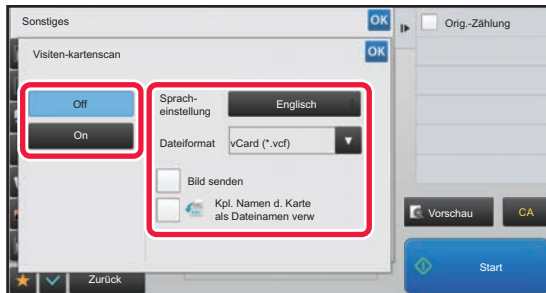 Sonstiges
OK
Orig.-Zählung
Visiten-kartenscan
OK
Off
On
Sprach-
einstellung
Englisch
Dateiformat
vCard (*.vcf)
Bild senden
Kpl. Namen d. Karte
als Dateinamen verw
Vorschau
CA
Start
Zurück